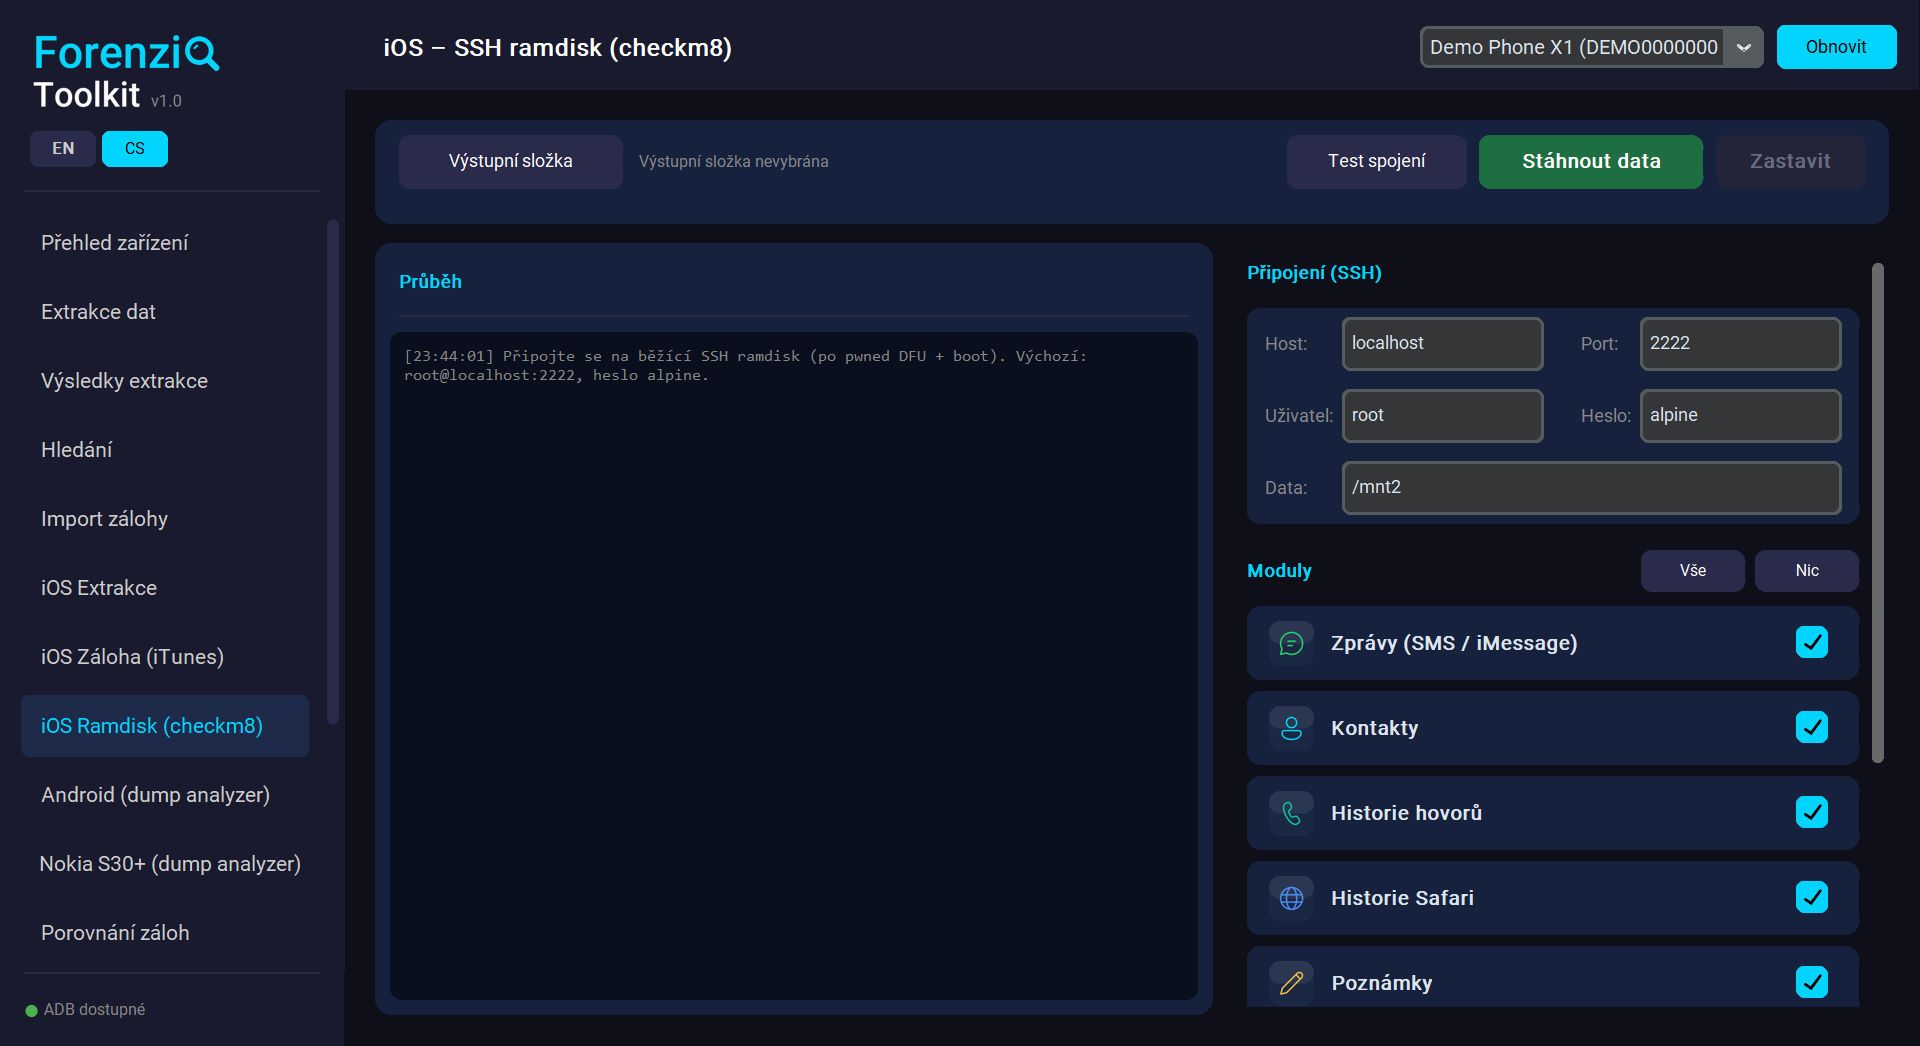 Forenzi
Toolkit v1.0
EN CS
Přehled zařízení
Extrakce dat
Výsledky extrakce
Hledání
Import zálohy
iOS Extrakce
iOS Záloha (iTunes)
iOS Ramdisk (checkm8)
Android (dump analyzer)
Nokia S30+ (dump analyzer)
Porovnání záloh
ADB dostupné
iOS – SSH ramdisk (checkm8)
Demo Phone X1 (DEMO0000000
Obnovit
Výstupní složka
Výstupní složka nevybrána
Test spojení
Stáhnout data
Zastavit
Průběh
[23:44:01] Připojte se na běžící SSH ramdisk (po pwned DFU + boot). Výchozí:
root@localhost:2222, heslo alpine.
Připojení (SSH)
Host: localhost Port: 2222
Uživatel: root Heslo: alpine
Data: /mnt2
Moduly
Vše
Nic
Zprávy (SMS / iMessage)
Kontakty
Historie hovorů
Historie Safari
Poznámky